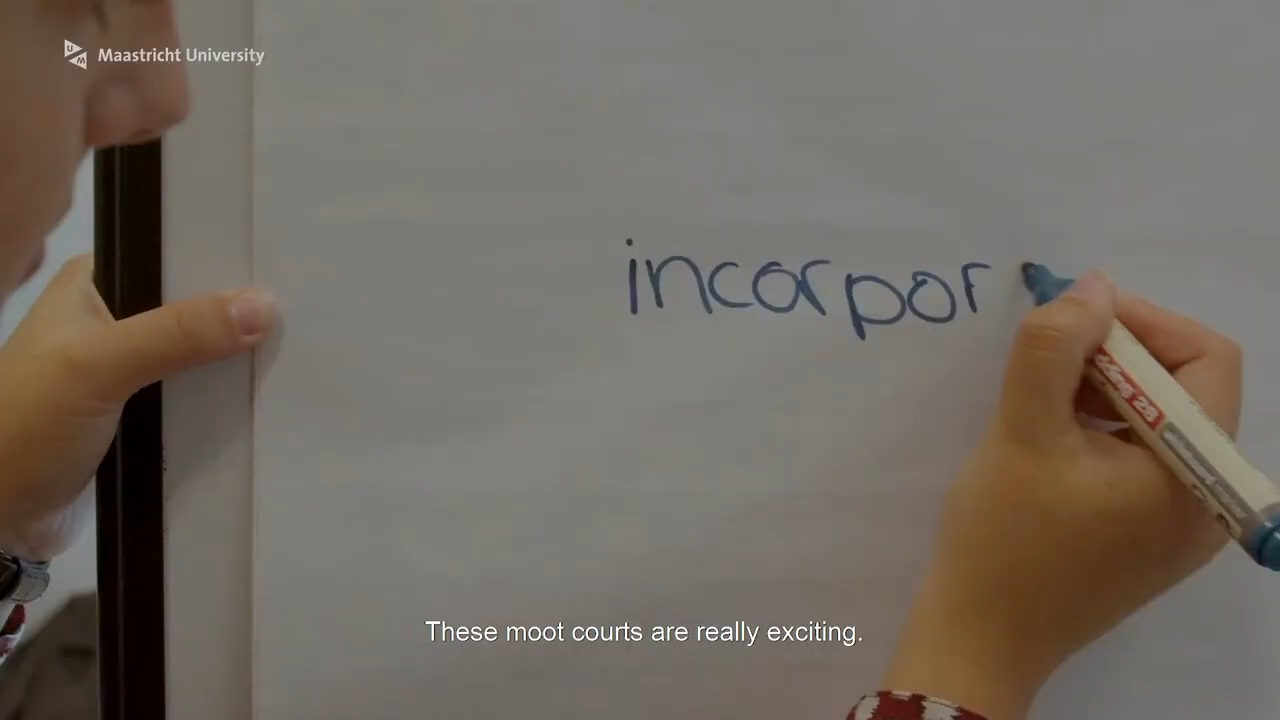 Maastricht University
incorpor
These moot courts are really exciting.